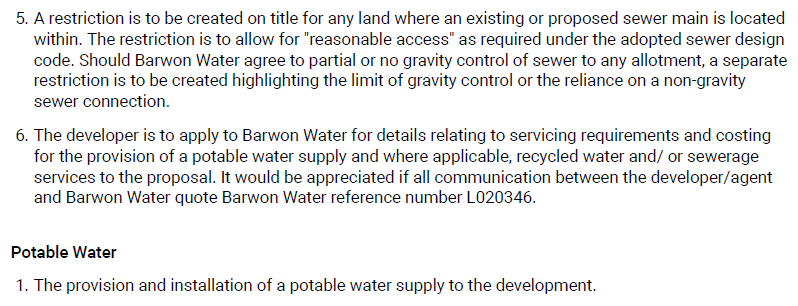 5. A restriction is to be created on title for any land where an existing or proposed sewer main is located
within. The restriction is to allow for "reasonable access" as required under the adopted sewer design
code. Should Barwon Water agree to partial or no gravity control of sewer to any allotment, a separate
restriction is to be created highlighting the limit of gravity control or the reliance on a non-gravity
sewer connection.
6. The developer is to apply to Barwon Water for details relating to servicing requirements and costing
for the provision of a potable water supply and where applicable, recycled water and/ or sewerage
services to the proposal. It would be appreciated if all communication between the developer/agent
and Barwon Water quote Barwon Water reference number L020346.
Potable Water
1. The provision and installation of a potable water supply to the development.